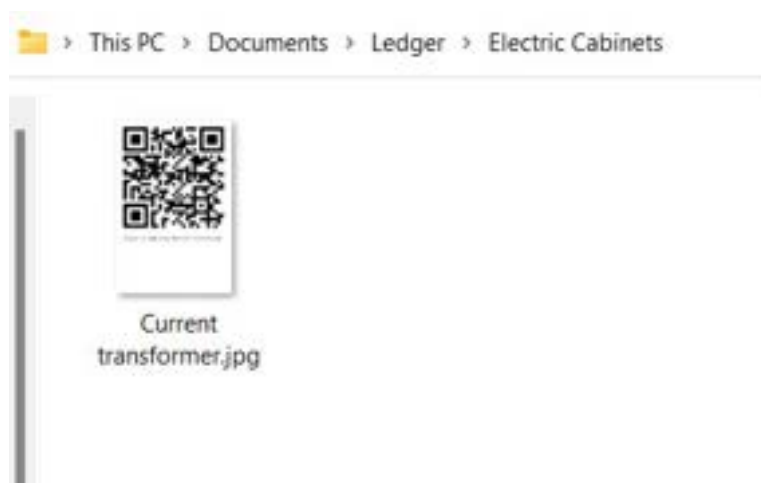 > This PC > Documents > Ledger > Electric Cabinets
Current
transformer.jpg